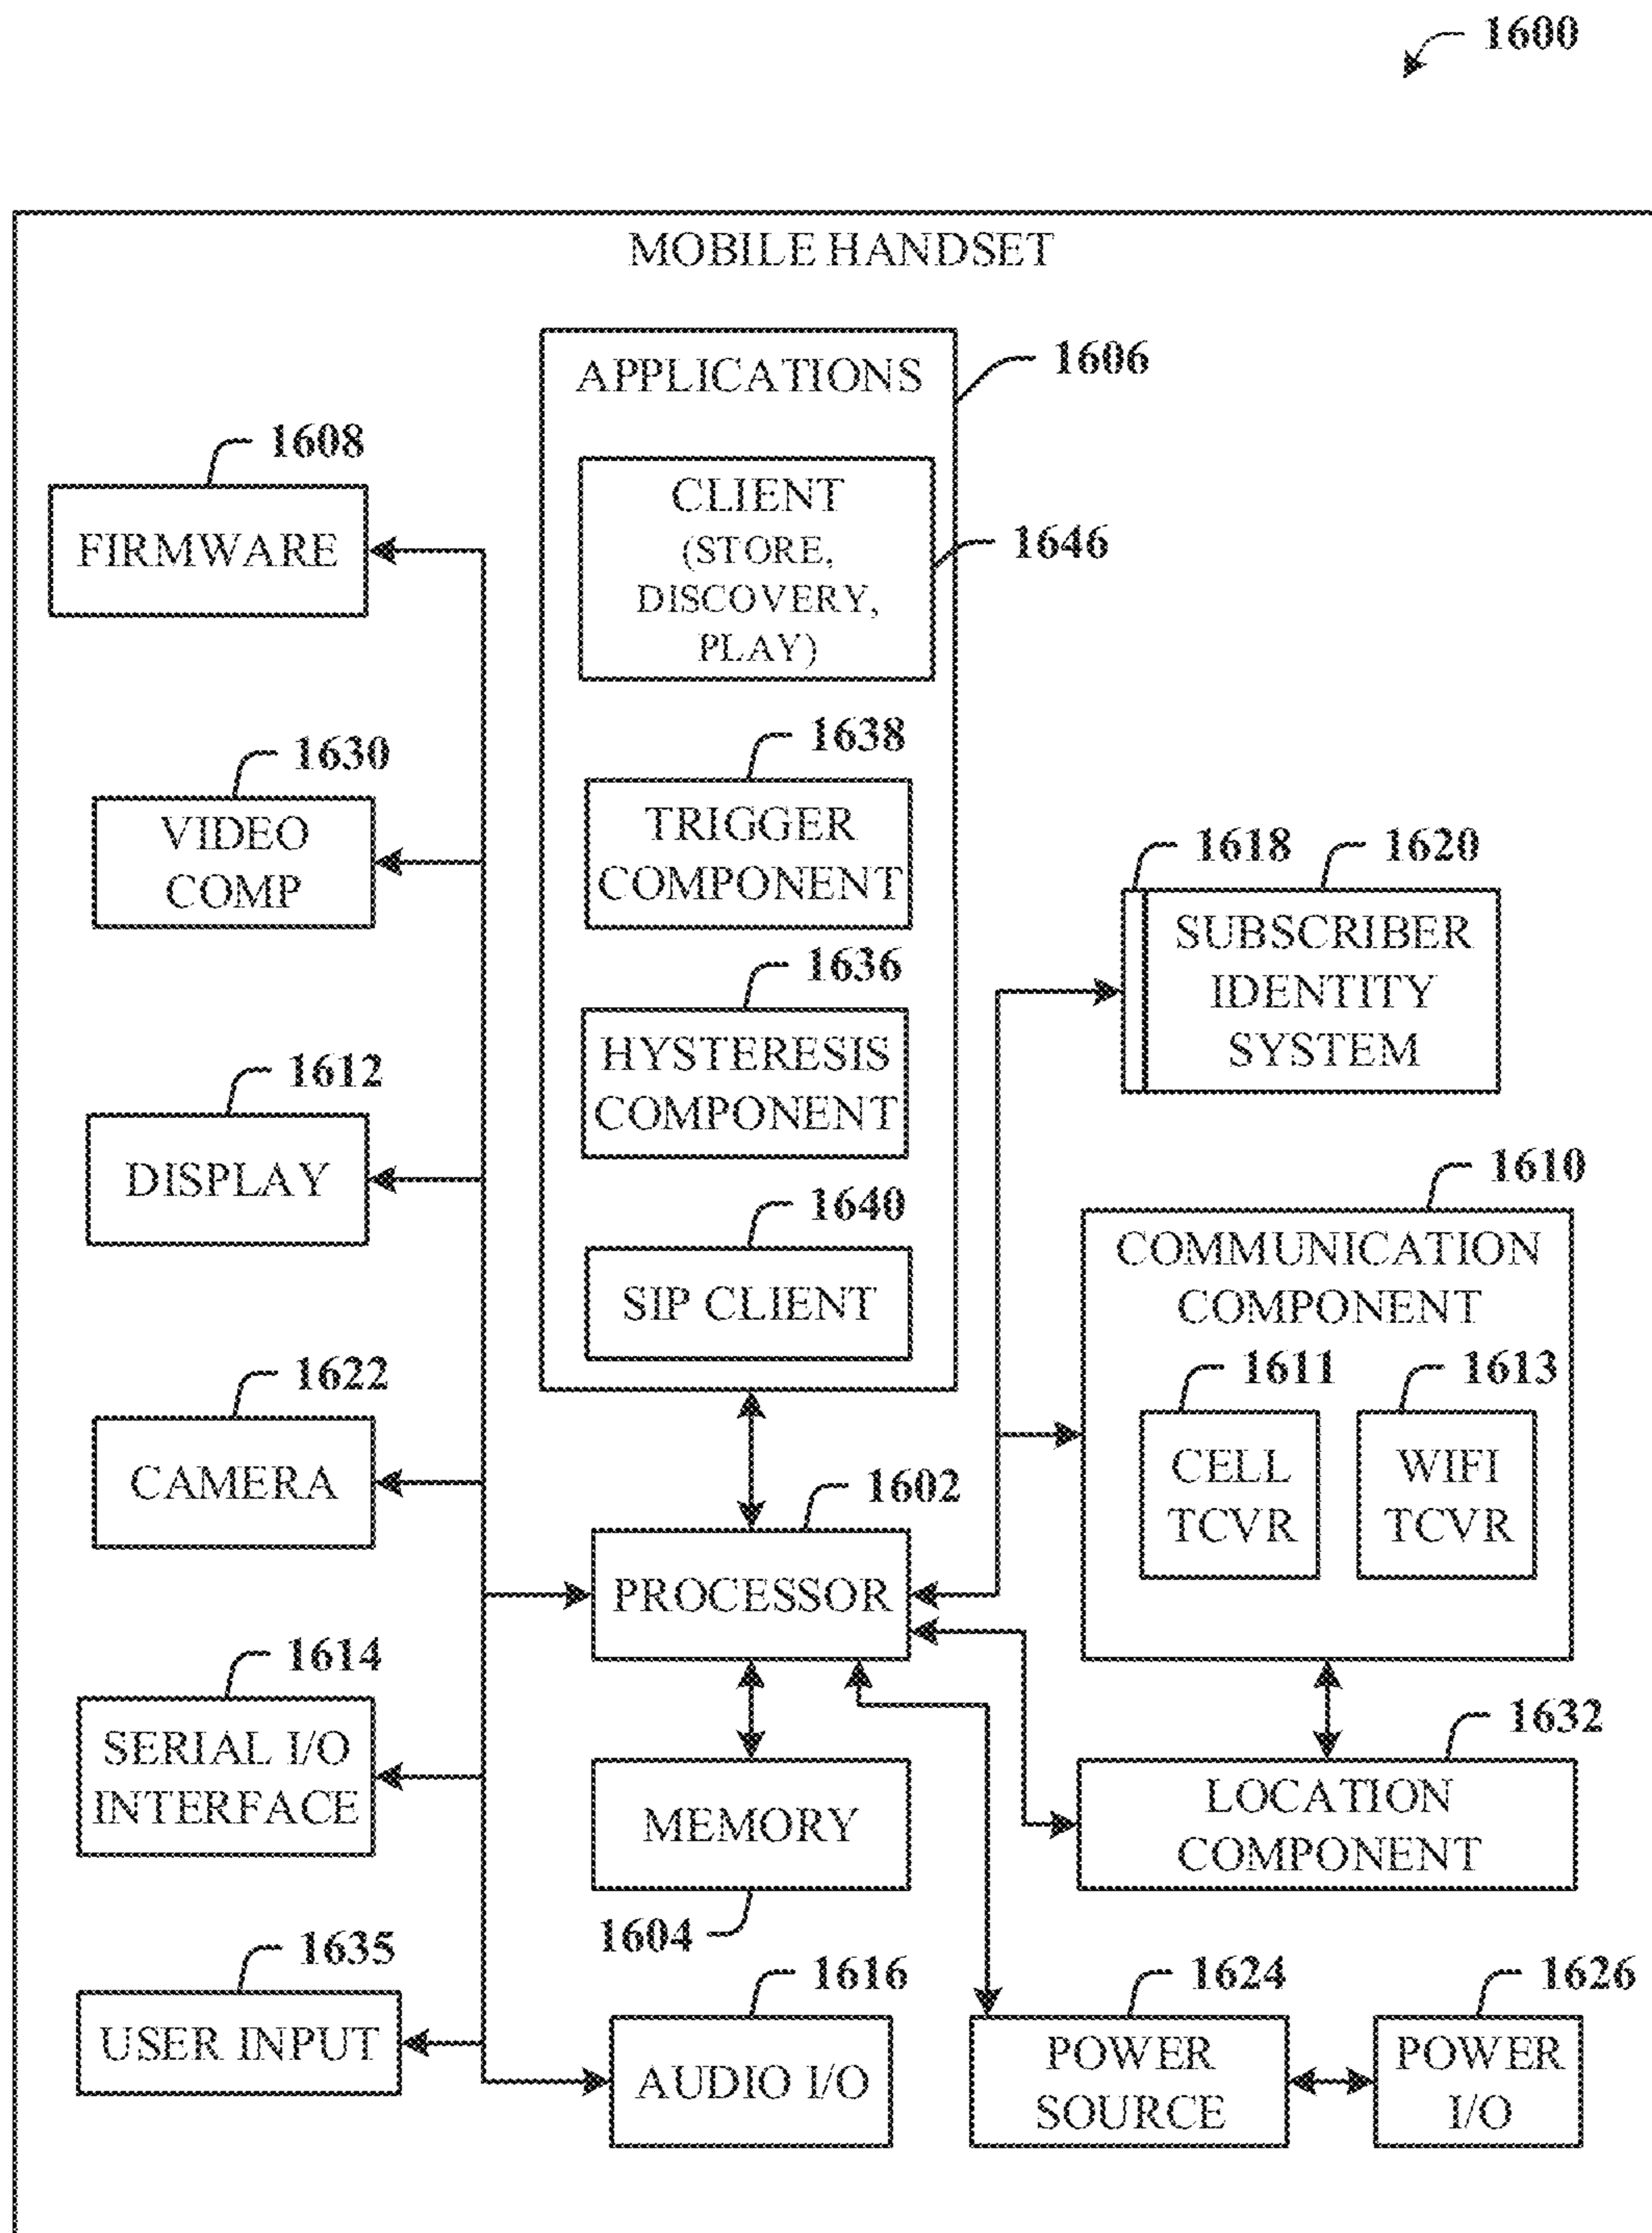 1600
MOBILE HANDSET
APPLICATIONS
1606
CLIENT
(STORE,
DISCOVERY,
PLAY)
1646
1608
FIRMWARE
1638
TRIGGER
COMPONENT
1630
VIDEO
COMP
1618
1620
SUBSCRIBER
IDENTITY
SYSTEM
1636
HYSTERESIS
COMPONENT
1612
DISPLAY
1640
SIP CLIENT
1610
COMMUNICATION
COMPONENT
1611
CELL
TCVR
1613
WIFI
TCVR
1622
CAMERA
1602
PROCESSOR
1614
SERIAL I/O
INTERFACE
MEMORY
1604
1632
LOCATION
COMPONENT
1635
USER INPUT
1616
AUDIO I/O
1624
POWER
SOURCE
1626
POWER
I/O